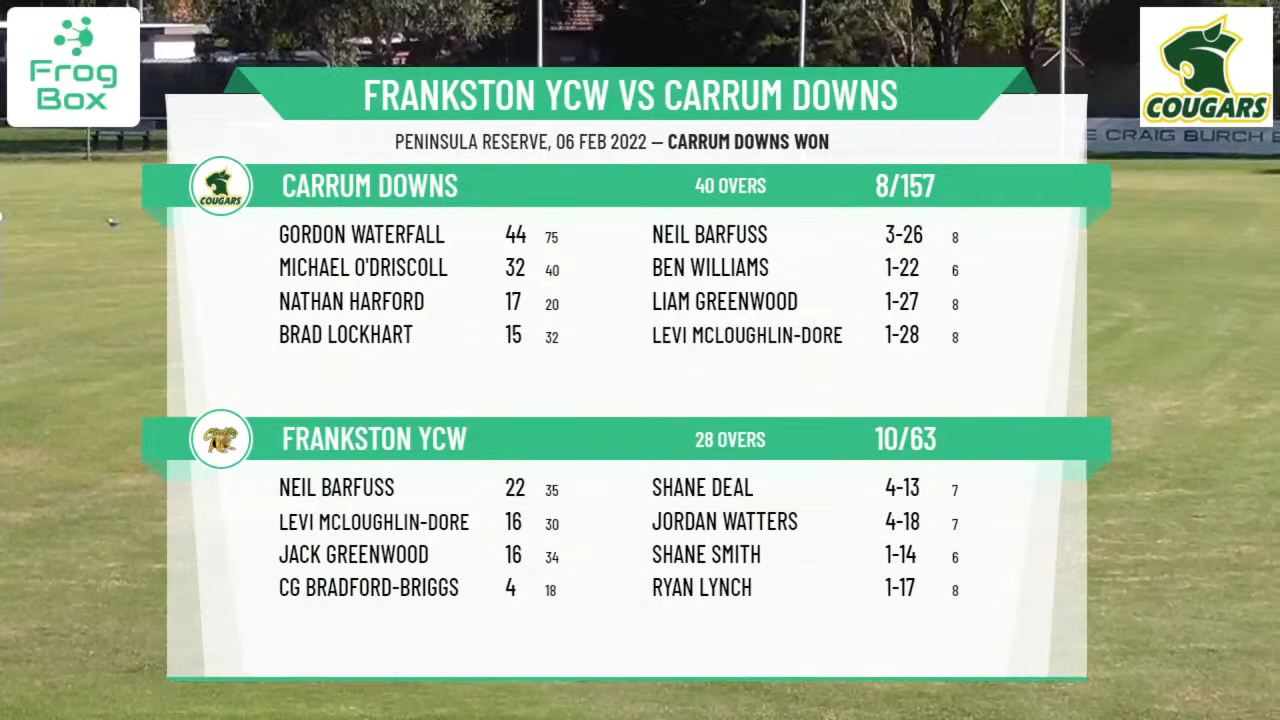 Frog
Box
COUGARS
FRANKSTON YCW VS CARRUM DOWNS
E CRAIG BURCH
PENINSULA RESERVE, 06 FEB 2022 – CARRUM DOWNS WON
COUGARS
CARRUM DOWNS 40 OVERS 8/157
GORDON WATERFALL 44 75 NEIL BARFUSS 3-26 8
MICHAEL O'DRISCOLL 32 40 BEN WILLIAMS 1-22 6
NATHAN HARFORD 17 20 LIAM GREENWOOD 1-27 8
BRAD LOCKHART 15 32 LEVI MCLOUGHLIN-DORE 1-28 8
FRANKSTON YCW 28 OVERS 10/63
NEIL BARFUSS 22 35 SHANE DEAL 4-13 7
LEVI MCLOUGHLIN-DORE 16 30 JORDAN WATTERS 4-18 7
JACK GREENWOOD 16 34 SHANE SMITH 1-14 6
CG BRADFORD-BRIGGS 4 18 RYAN LYNCH 1-17 8